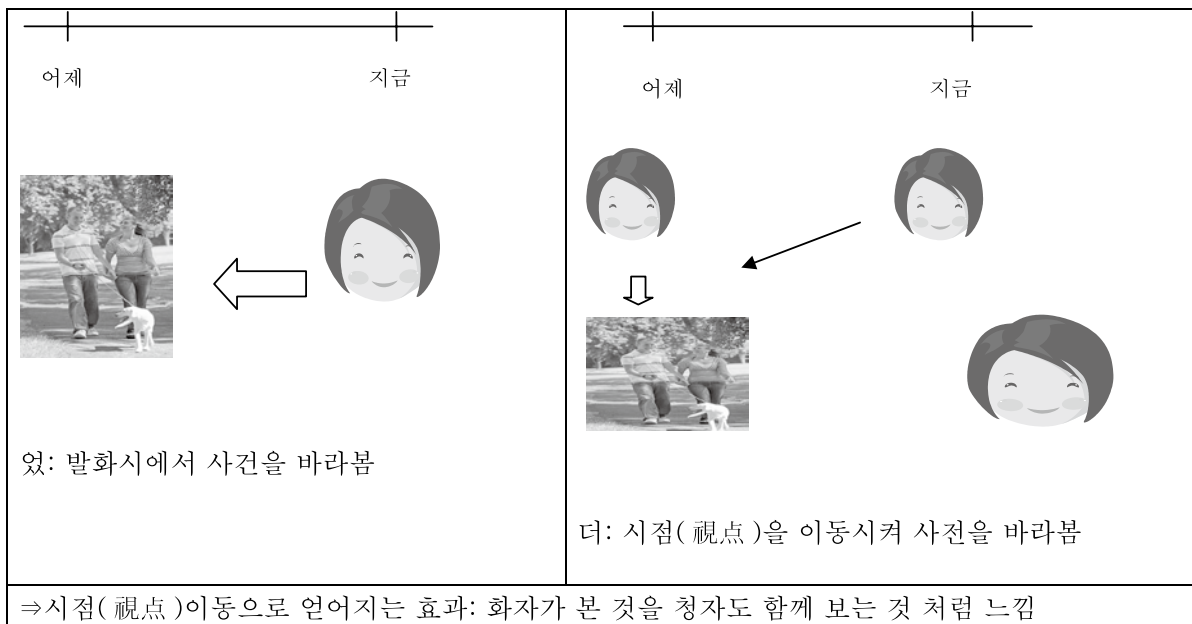 어제 지금
어제 지금
었: 발화시에서 사건을 바라봄
더: 시점( 視点 )을 이동시켜 사전을 바라봄
⇒시점( 視点 )이동으로 얻어지는 효과: 화자가 본 것을 청자도 함께 보는 것 처럼 느낌